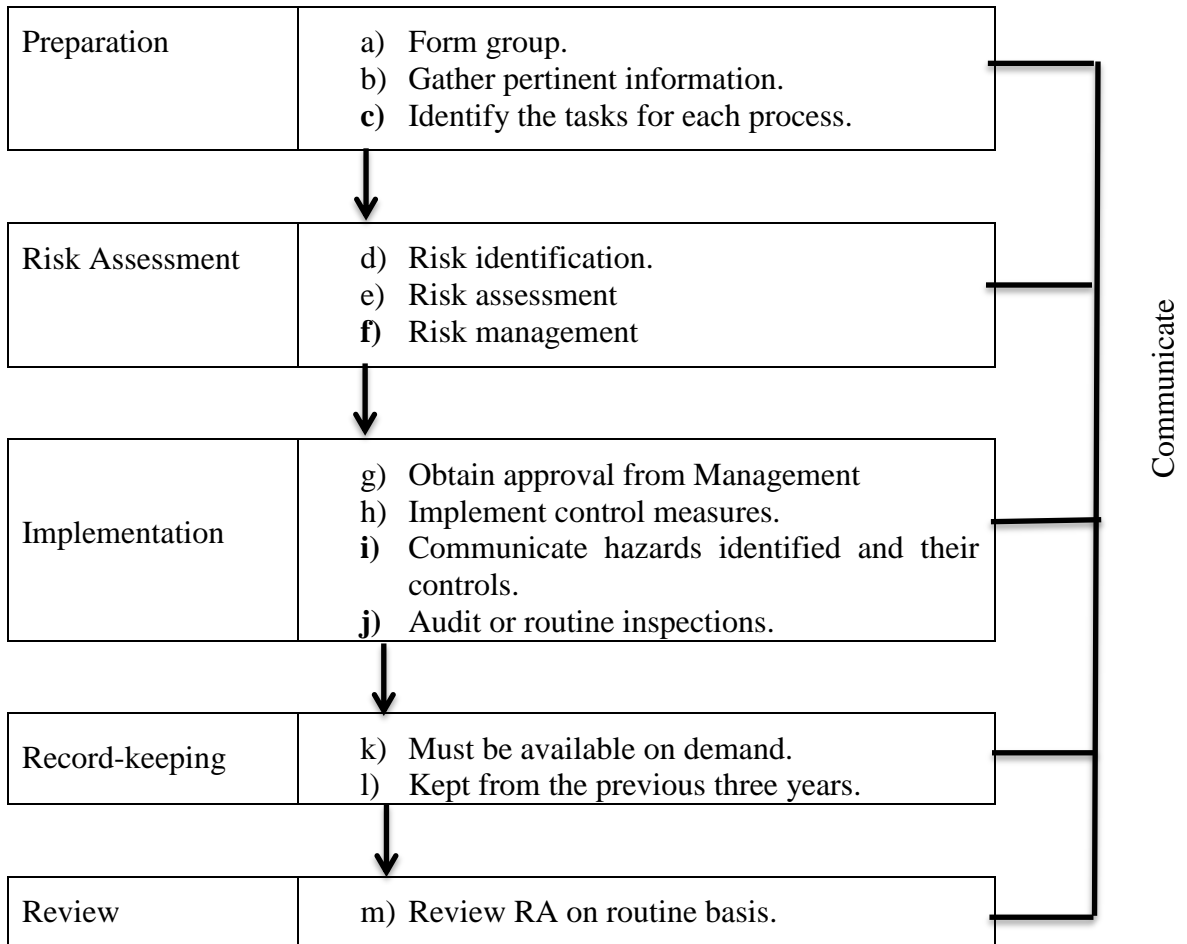 Preparation
a) Form group.
b) Gather pertinent information.
c) Identify the tasks for each process.
Risk Assessment
d) Risk identification.
e) Risk assessment
f) Risk management
Implementation
g) Obtain approval from Management
h) Implement control measures.
i) Communicate hazards identified and their
controls.
j) Audit or routine inspections.
Record-keeping
k) Must be available on demand.
l) Kept from the previous three years.
Review
m) Review RA on routine basis.
Communicate